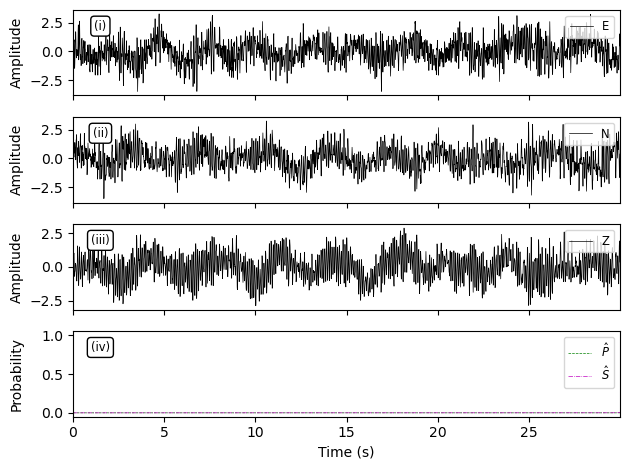 (i)
E
Amplitude
2.5
0.0
−2.5
(ii)
N
Amplitude
2.5
0.0
−2.5
(iii)
Z
Amplitude
2.5
0.0
−2.5
(iv)
P̂
Ŝ
Probability
1.0
0.5
0.0
0 5 10 15 20 25
Time (s)